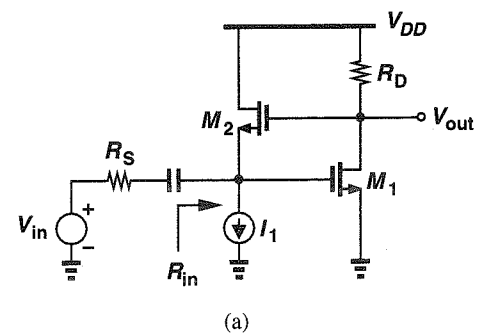 V_DD
R_D
M_2
V_out
R_S
M_1
V_in
+
−
I_1
R_in
(a)